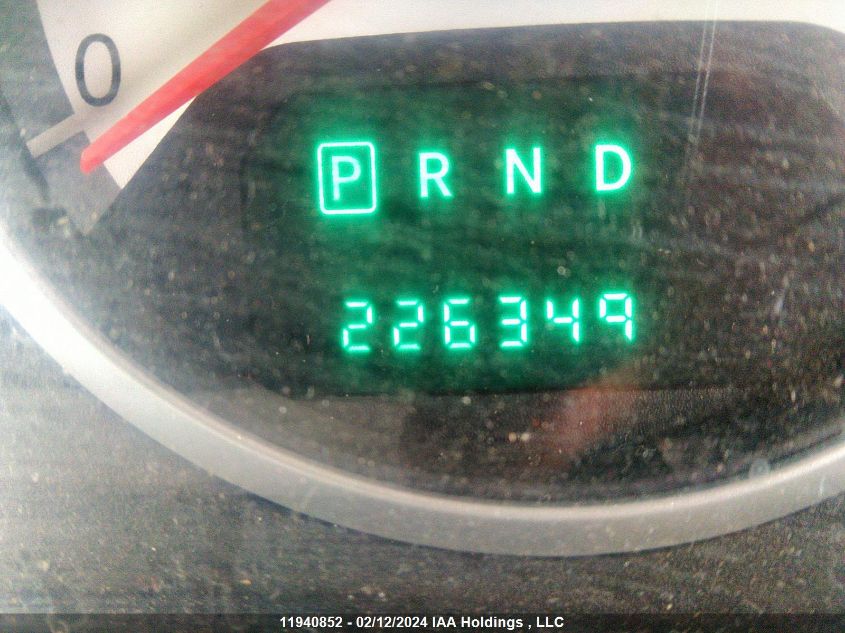 0
P R N D
226349
11940852 - 02/12/2024 IAA Holdings , LLC